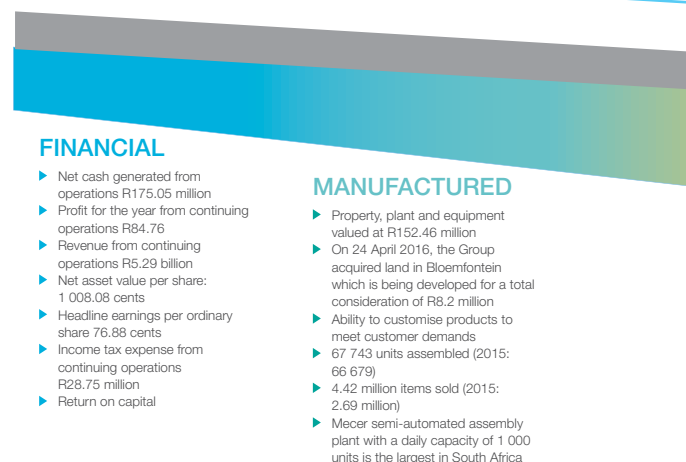 FINANCIAL
Net cash generated from
operations R175.05 million
Profit for the year from continuing
operations R84.76
Revenue from continuing
operations R5.29 billion
Net asset value per share:
1 008.08 cents
Headline earnings per ordinary
share 76.88 cents
Income tax expense from
continuing operations
R28.75 million
Return on capital
MANUFACTURED
Property, plant and equipment
valued at R152.46 million
On 24 April 2016, the Group
acquired land in Bloemfontein
which is being developed for a total
consideration of R8.2 million
Ability to customise products to
meet customer demands
67 743 units assembled (2015:
66 679)
4.42 million items sold (2015:
2.69 million)
Mecer semi-automated assembly
plant with a daily capacity of 1 000
units is the largest in South Africa